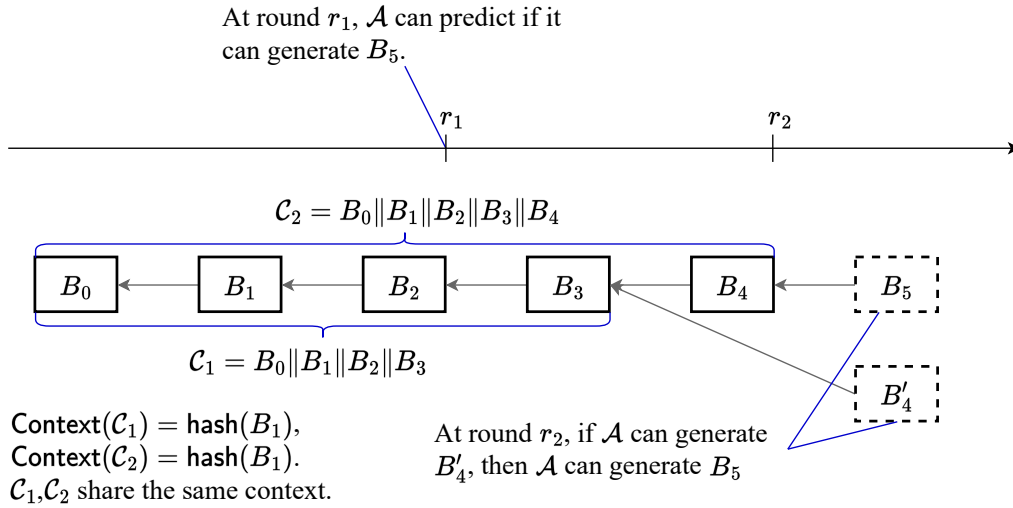 At round r₁, 𝒜 can predict if it
can generate B₅.
r₁
r₂
𝒞₂ = B₀∥B₁∥B₂∥B₃∥B₄
B₀
B₁
B₂
B₃
B₄
B₅
𝒞₁ = B₀∥B₁∥B₂∥B₃
B′₄
Context(𝒞₁) = hash(B₁),
Context(𝒞₂) = hash(B₁).
𝒞₁,𝒞₂ share the same context.
At round r₂, if 𝒜 can generate
B′₄, then 𝒜 can generate B₅